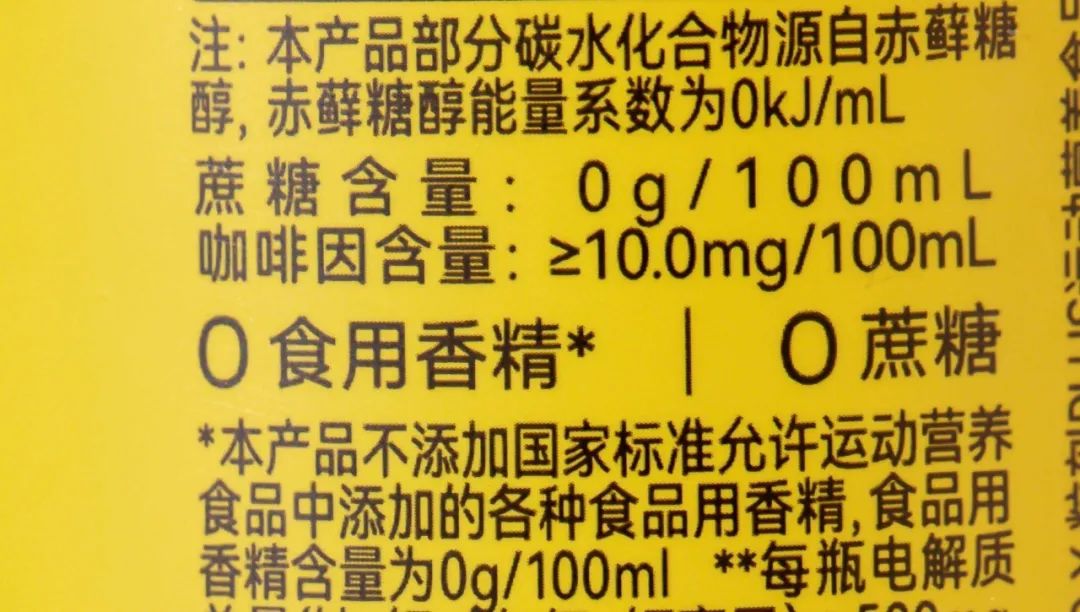 注: 本产品部分碳水化合物源自赤藓糖
醇, 赤藓糖醇能量系数为0kJ/mL
蔗糖含量: 0g/100mL
咖啡因含量: ≥10.0mg/100mL
0食用香精* | 0蔗糖
*本产品不添加国家标准允许运动营养
食品中添加的各种食品用香精, 食品用
香精含量为0g/100ml **每瓶电解质